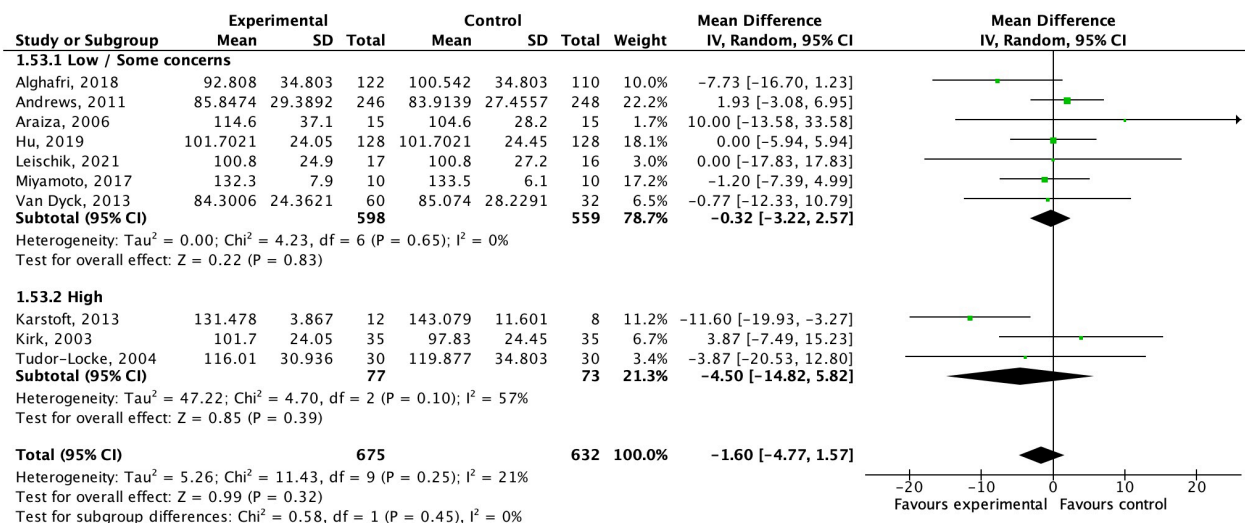 Experimental Control Mean Difference Mean Difference
Study or Subgroup Mean SD Total Mean SD Total Weight IV, Random, 95% CI IV, Random, 95% CI
1.53.1 Low / Some concerns
Alghafri, 2018 92.808 34.803 122 100.542 34.803 110 10.0% −7.73 [−16.70, 1.23]
Andrews, 2011 85.8474 29.3892 246 83.9139 27.4557 248 22.2% 1.93 [−3.08, 6.95]
Araiza, 2006 114.6 37.1 15 104.6 28.2 15 1.7% 10.00 [−13.58, 33.58]
Hu, 2019 101.7021 24.05 128 101.7021 24.45 128 18.1% 0.00 [−5.94, 5.94]
Leischik, 2021 100.8 24.9 17 100.8 27.2 16 3.0% 0.00 [−17.83, 17.83]
Miyamoto, 2017 132.3 7.9 10 133.5 6.1 10 17.2% −1.20 [−7.39, 4.99]
Van Dyck, 2013 84.3006 24.3621 60 85.074 28.2291 32 6.5% −0.77 [−12.33, 10.79]
Subtotal (95% CI) 598 559 78.7% −0.32 [−3.22, 2.57]
Heterogeneity: Tau² = 0.00; Chi² = 4.23, df = 6 (P = 0.65); I² = 0%
Test for overall effect: Z = 0.22 (P = 0.83)
1.53.2 High
Karstoft, 2013 131.478 3.867 12 143.079 11.601 8 11.2% −11.60 [−19.93, −3.27]
Kirk, 2003 101.7 24.05 35 97.83 24.45 35 6.7% 3.87 [−7.49, 15.23]
Tudor-Locke, 2004 116.01 30.936 30 119.877 34.803 30 3.4% −3.87 [−20.53, 12.80]
Subtotal (95% CI) 77 73 21.3% −4.50 [−14.82, 5.82]
Heterogeneity: Tau² = 47.22; Chi² = 4.70, df = 2 (P = 0.10); I² = 57%
Test for overall effect: Z = 0.85 (P = 0.39)
Total (95% CI) 675 632 100.0% −1.60 [−4.77, 1.57]
Heterogeneity: Tau² = 5.26; Chi² = 11.43, df = 9 (P = 0.25); I² = 21%
Test for overall effect: Z = 0.99 (P = 0.32)
Test for subgroup differences: Chi² = 0.58, df = 1 (P = 0.45), I² = 0%
−20 −10 0 10 20
Favours experimental Favours control